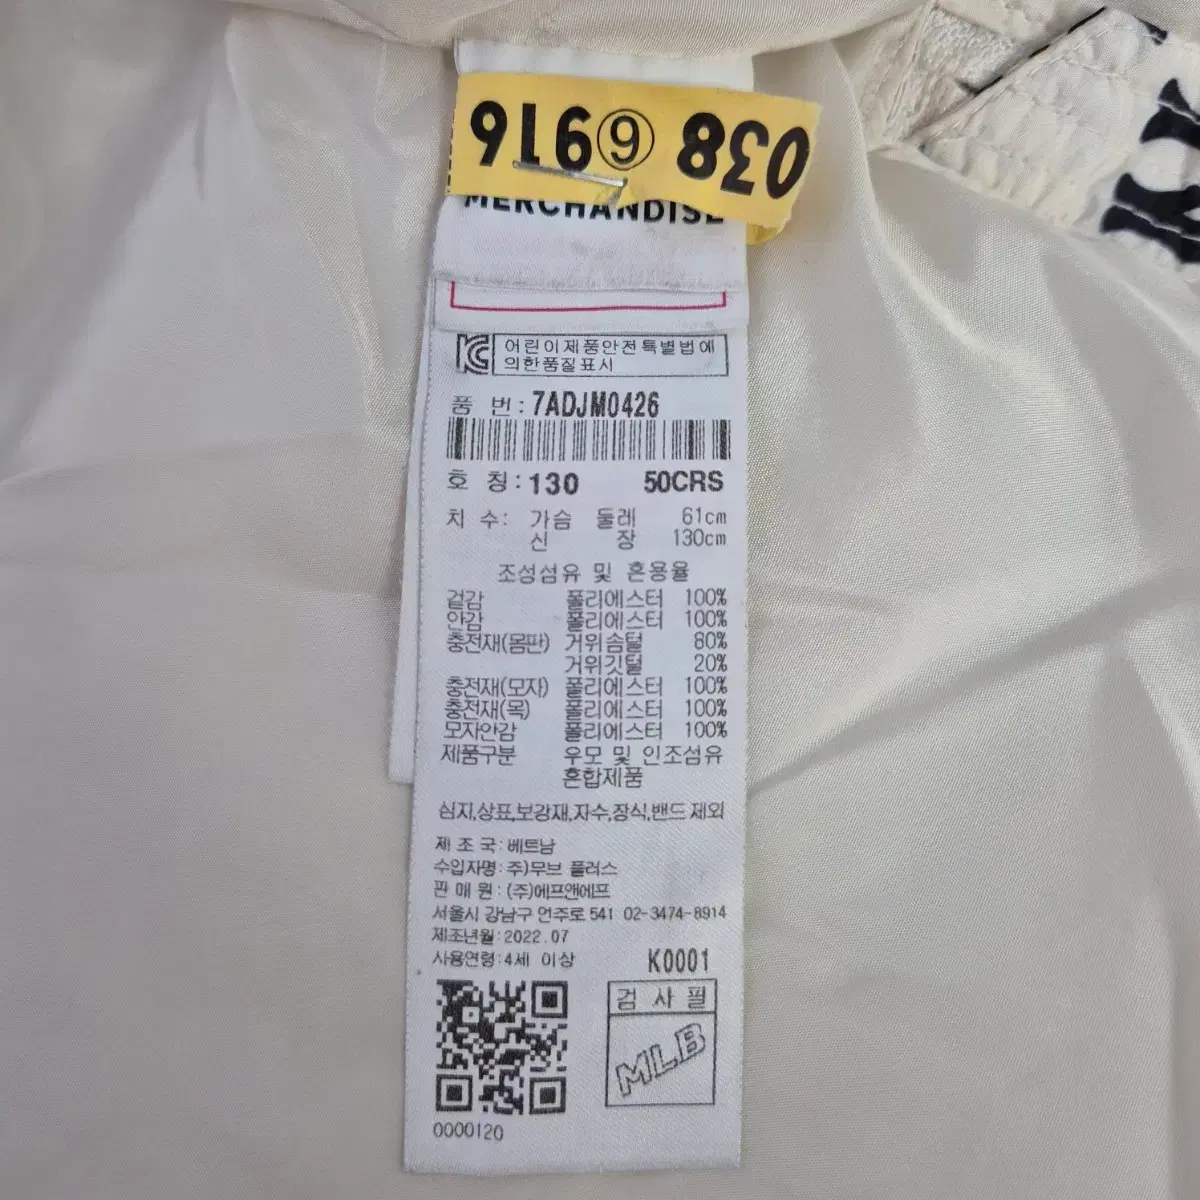 038 ⑥ 916
MERCHANDISE
KC 어린이제품안전특별법에
의한품질표시
품 번: 7ADJM0426
호 칭: 130 50CRS
치 수: 가슴 둘레 61cm
신 장 130cm
조성섬유 및 혼용율
겉감 폴리에스터 100%
안감 폴리에스터 100%
충전재(몸판) 거위솜털 80%
거위깃털 20%
충전재(모자) 폴리에스터 100%
충전재(목) 폴리에스터 100%
모자안감 폴리에스터 100%
제품구분 우모 및 인조섬유
혼합제품
심지,상표,보강재,자수,장식,밴드 제외
제 조 국: 베트남
수입자명: 주)무브 플러스
판 매 원: (주)에프앤에프
서울시 강남구 언주로 541 02-3474-8914
제조년월: 2022.07
사용연령: 4세 이상 K0001
검 사 필
MLB
0000120